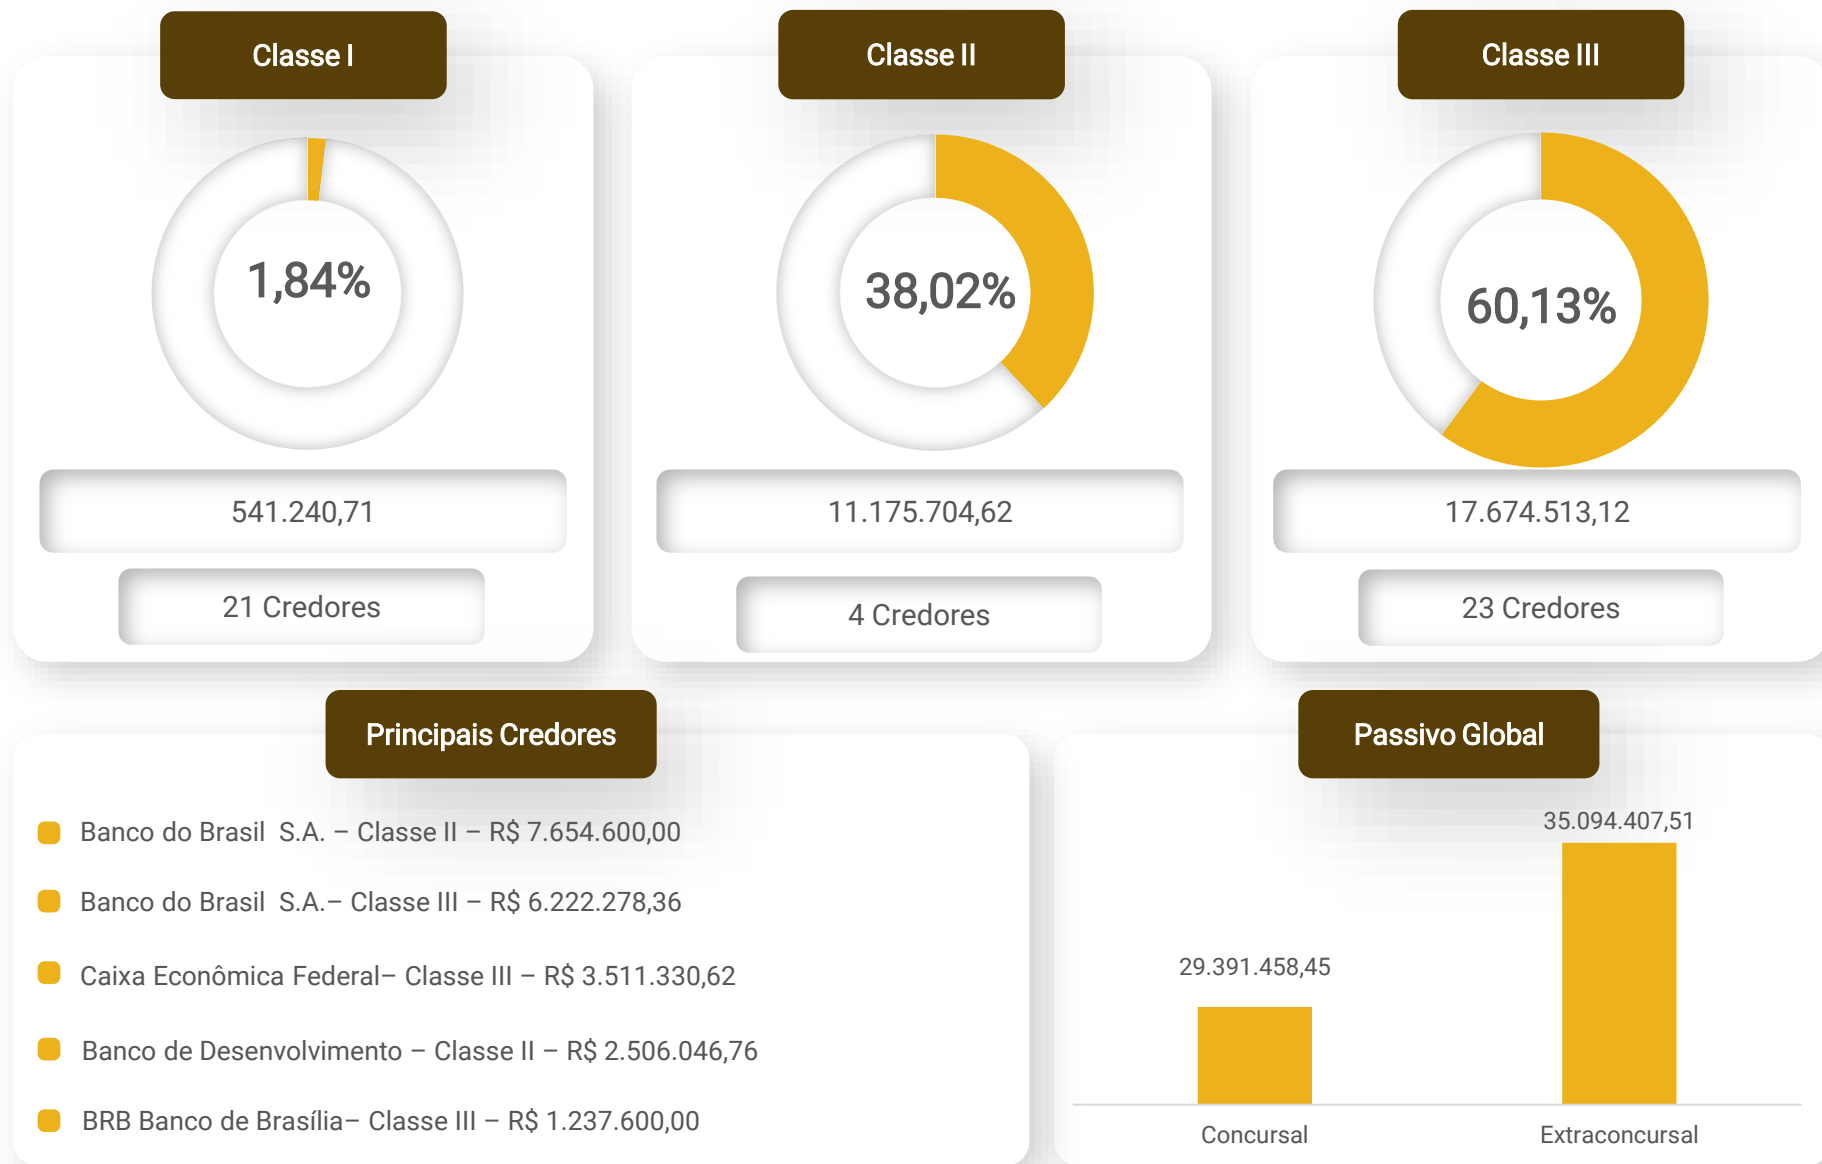 Classe I
1,84%
541.240,71
21 Credores
Classe II
38,02%
11.175.704,62
4 Credores
Classe III
60,13%
17.674.513,12
23 Credores
Principais Credores
Banco do Brasil  S.A. – Classe II – R$ 7.654.600,00
Banco do Brasil  S.A.– Classe III – R$ 6.222.278,36
Caixa Econômica Federal– Classe III – R$ 3.511.330,62
Banco de Desenvolvimento – Classe II – R$ 2.506.046,76
BRB Banco de Brasília– Classe III – R$ 1.237.600,00
Passivo Global
35.094.407,51
29.391.458,45
Concursal
Extraconcursal